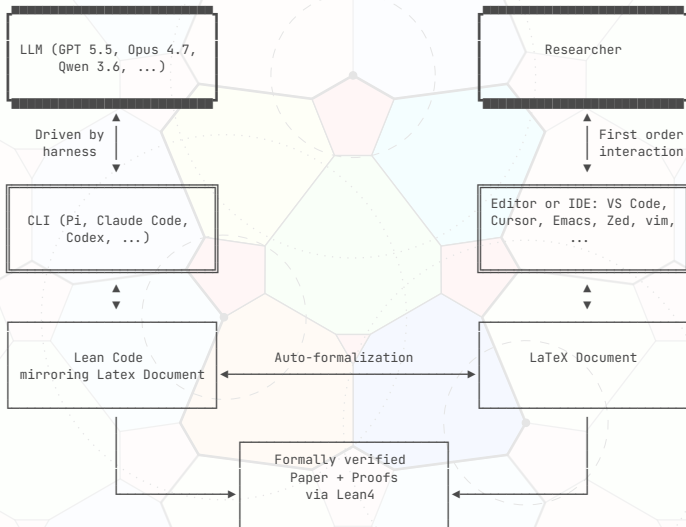 LLM (GPT 5.5, Opus 4.7,
Qwen 3.6, ...)
Researcher
Driven by
harness
First order
interaction
CLI (Pi, Claude Code,
Codex, ...)
Editor or IDE: VS Code,
Cursor, Emacs, Zed, vim,
...
Lean Code
mirroring Latex Document
Auto-formalization
LaTeX Document
Formally verified
Paper + Proofs
via Lean4